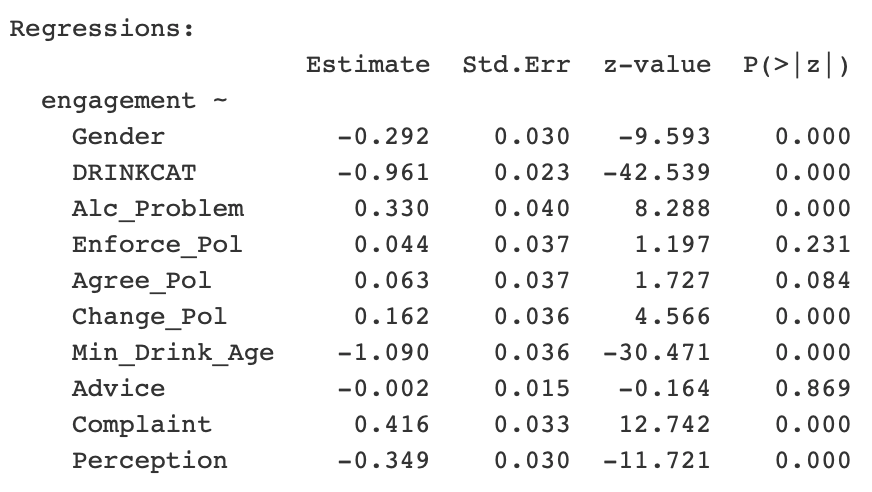 Regressions:
Estimate Std.Err z-value P(>|z|)
engagement ~
Gender -0.292 0.030 -9.593 0.000
DRINKCAT -0.961 0.023 -42.539 0.000
Alc_Problem 0.330 0.040 8.288 0.000
Enforce_Pol 0.044 0.037 1.197 0.231
Agree_Pol 0.063 0.037 1.727 0.084
Change_Pol 0.162 0.036 4.566 0.000
Min_Drink_Age -1.090 0.036 -30.471 0.000
Advice -0.002 0.015 -0.164 0.869
Complaint 0.416 0.033 12.742 0.000
Perception -0.349 0.030 -11.721 0.000